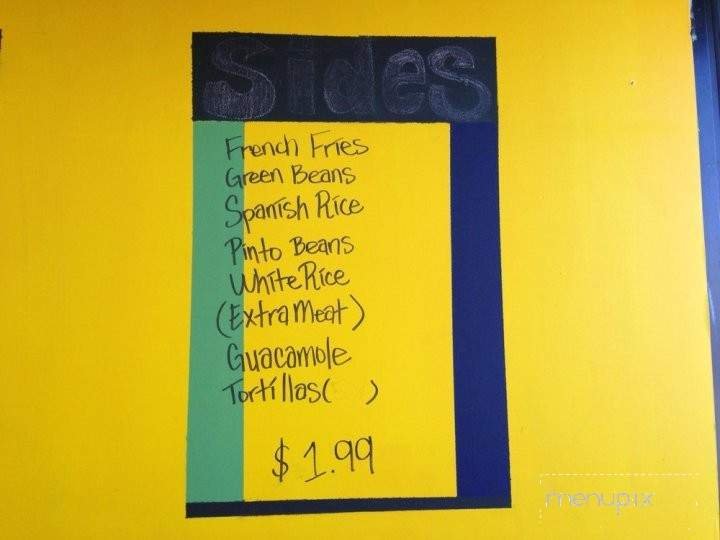 Sides
French Fries
Green Beans
Spanish Rice
Pinto Beans
White Rice
(Extra Meat)
Guacamole
Tortillas( )
$1.99
menupix